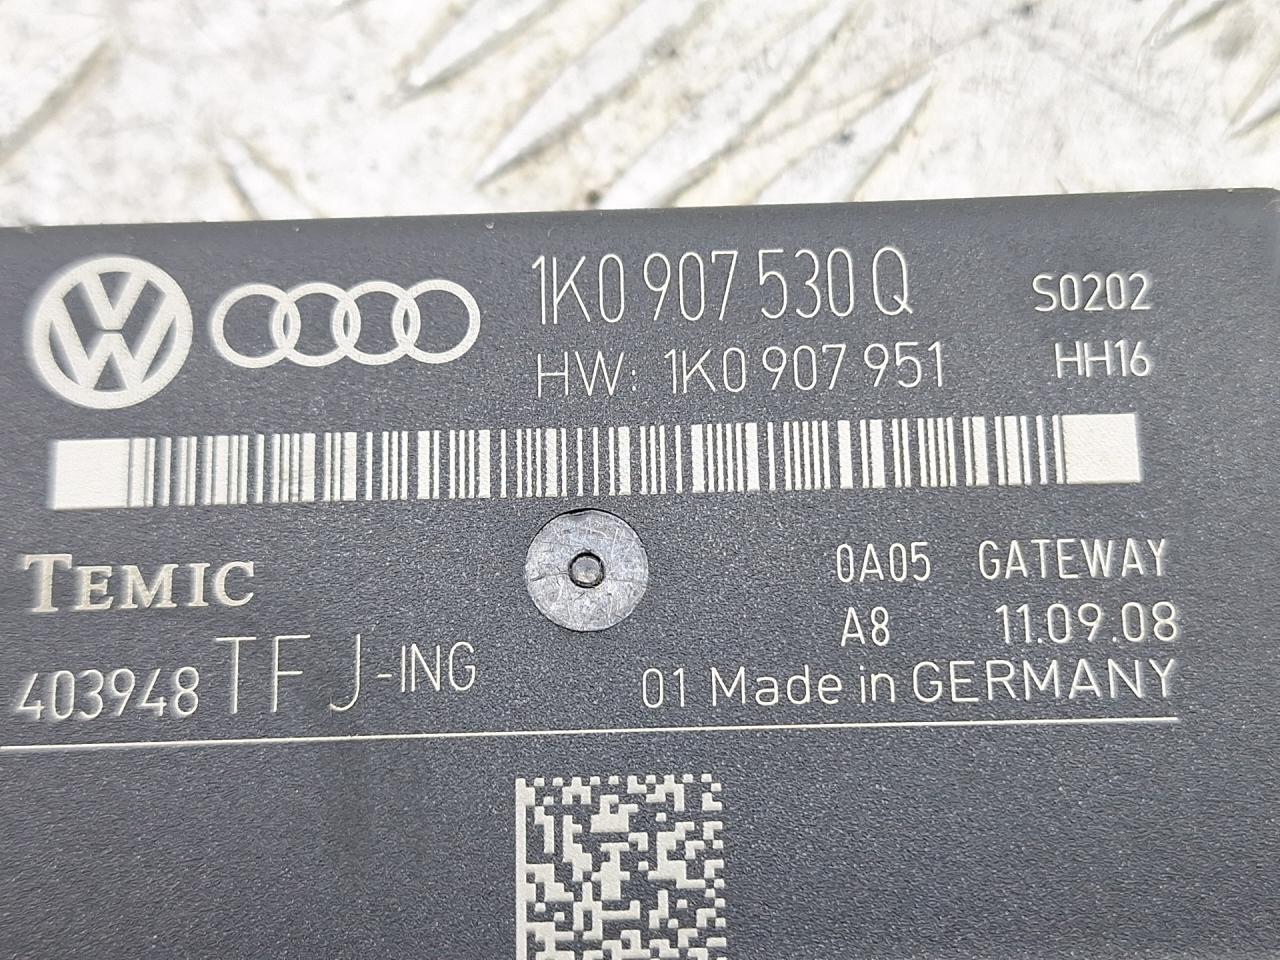 1K0 907 530 Q S0202
HW: 1K0 907 951 HH16
TEMIC
0A05 GATEWAY
A8 11.09.08
403948 TF J-ING
01 Made in GERMANY